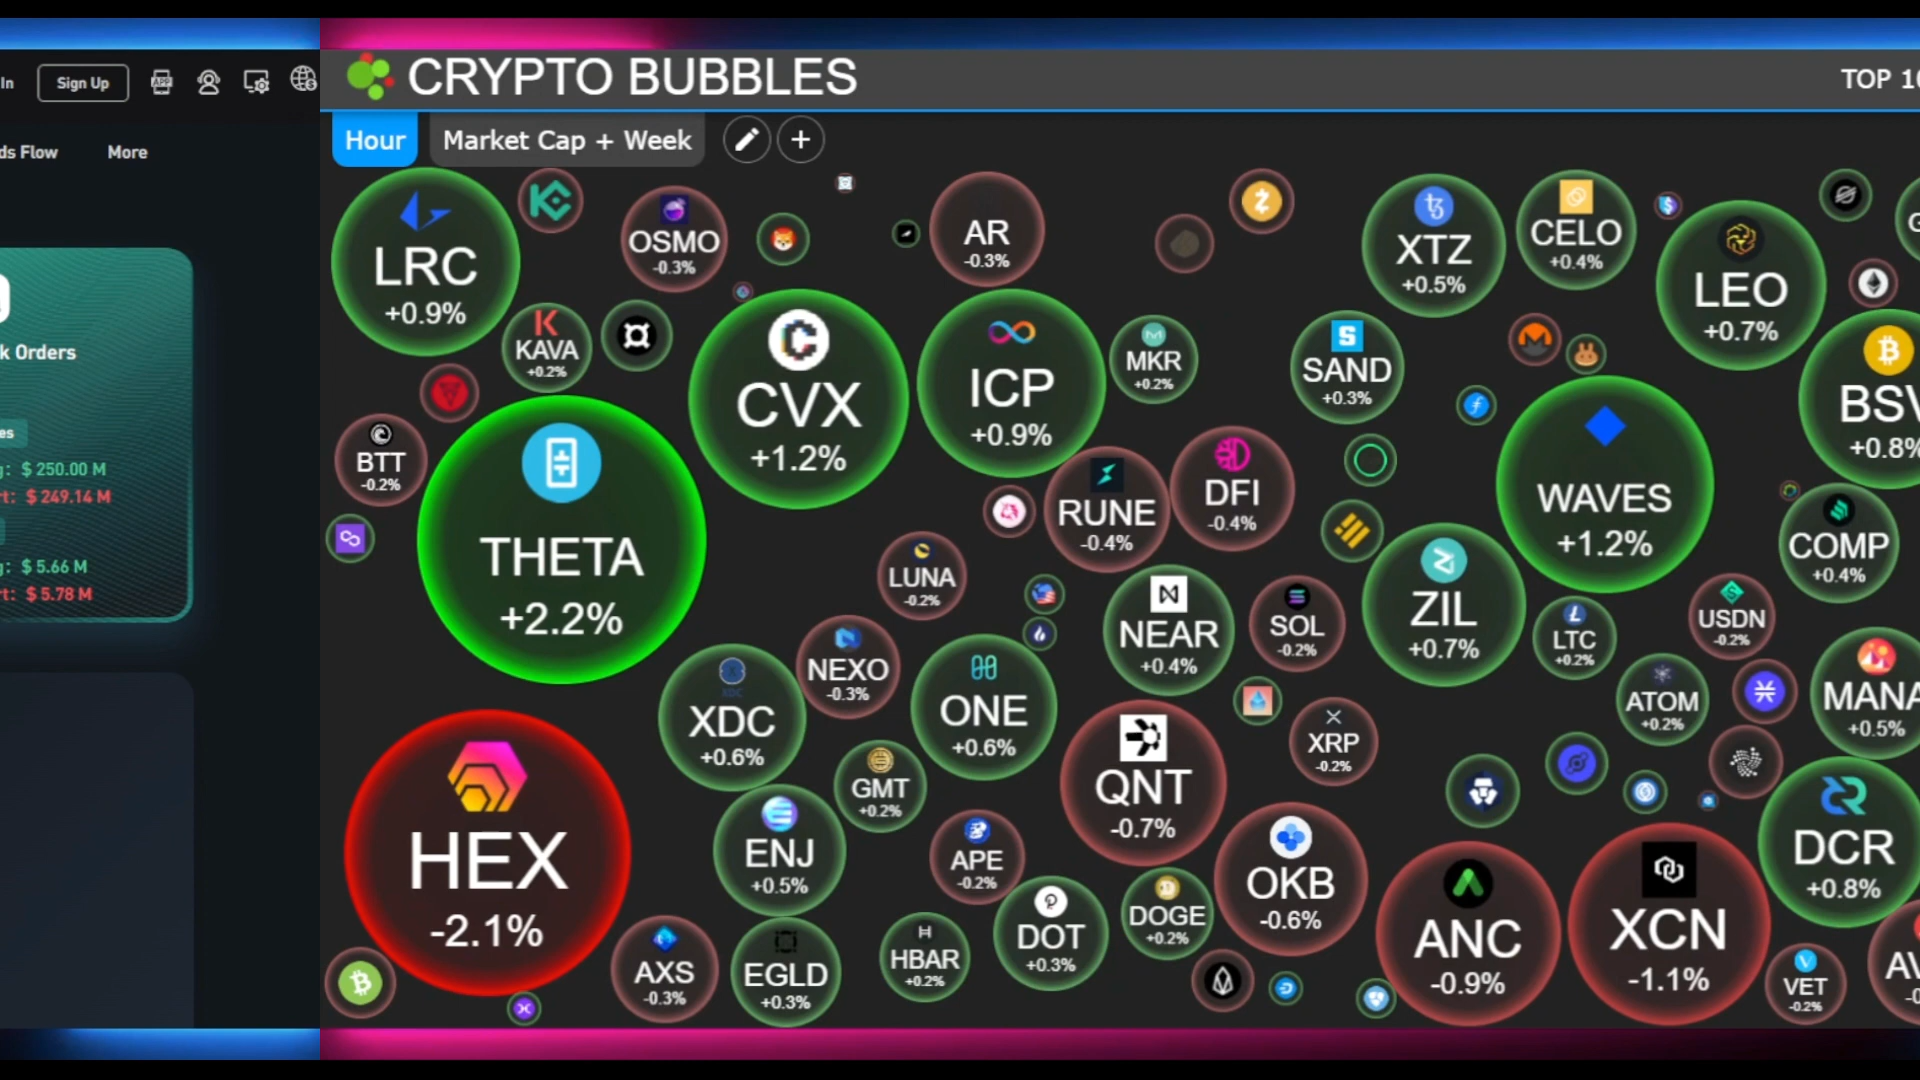 In
Sign Up
APP
ds Flow
More
k Orders
es
g: $ 250.00 M
rt: $ 249.14 M
g: $ 5.66 M
rt: $ 5.78 M
CRYPTO BUBBLES
TOP 10
Hour
Market Cap + Week
LRC
+0.9%
OSMO
-0.3%
AR
-0.3%
XTZ
+0.5%
CELO
+0.4%
LEO
+0.7%
KAVA
+0.2%
CVX
+1.2%
ICP
+0.9%
MKR
+0.2%
SAND
+0.3%
BSV
+0.8%
BTT
-0.2%
THETA
+2.2%
RUNE
-0.4%
DFI
-0.4%
WAVES
+1.2%
COMP
+0.4%
LUNA
-0.2%
NEAR
+0.4%
SOL
-0.2%
ZIL
+0.7%
LTC
+0.2%
USDN
-0.2%
NEXO
-0.3%
XDC
XDC
+0.6%
ONE
+0.6%
ATOM
+0.2%
MANA
+0.5%
XRP
-0.2%
QNT
-0.7%
GMT
+0.2%
HEX
-2.1%
ENJ
+0.5%
APE
-0.2%
OKB
-0.6%
DCR
+0.8%
DOGE
+0.2%
DOT
+0.3%
ANC
-0.9%
XCN
-1.1%
HBAR
+0.2%
AXS
-0.3%
EGLD
+0.3%
VET
-0.2%